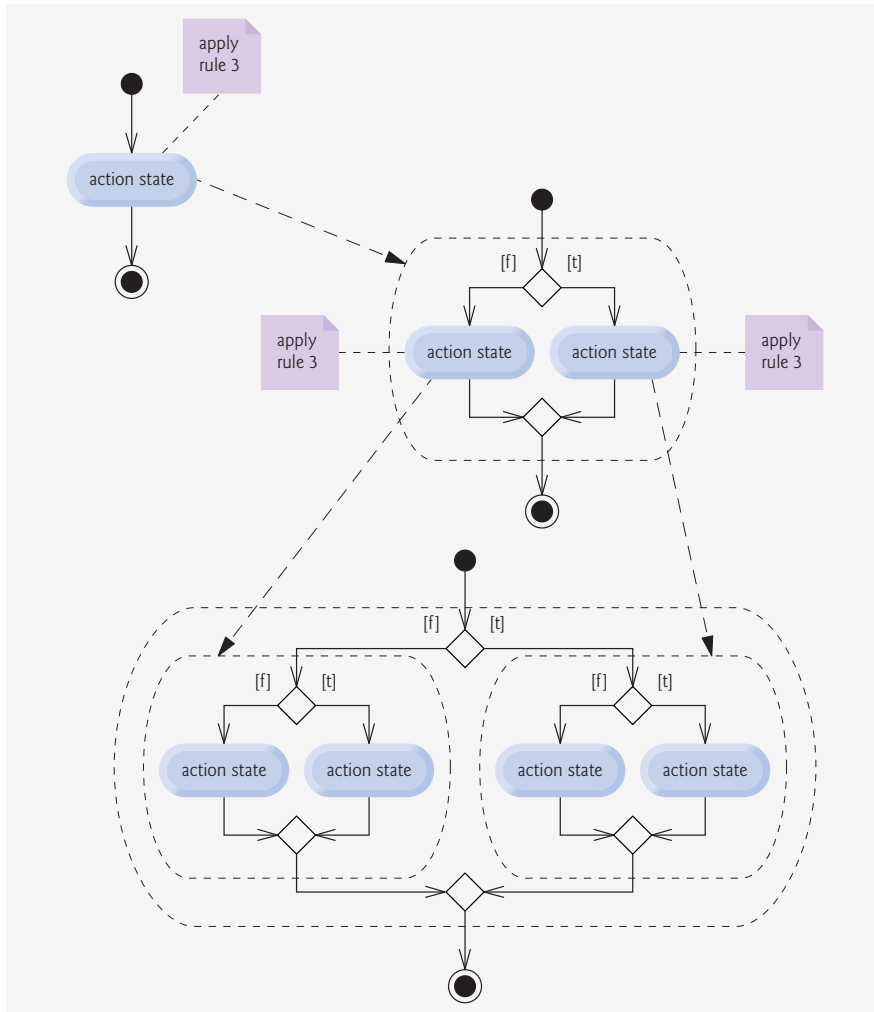 apply
rule 3
action state
[f] [t]
apply
rule 3
action state
action state
apply
rule 3
[f] [t]
[f] [t]
[f] [t]
action state
action state
action state
action state